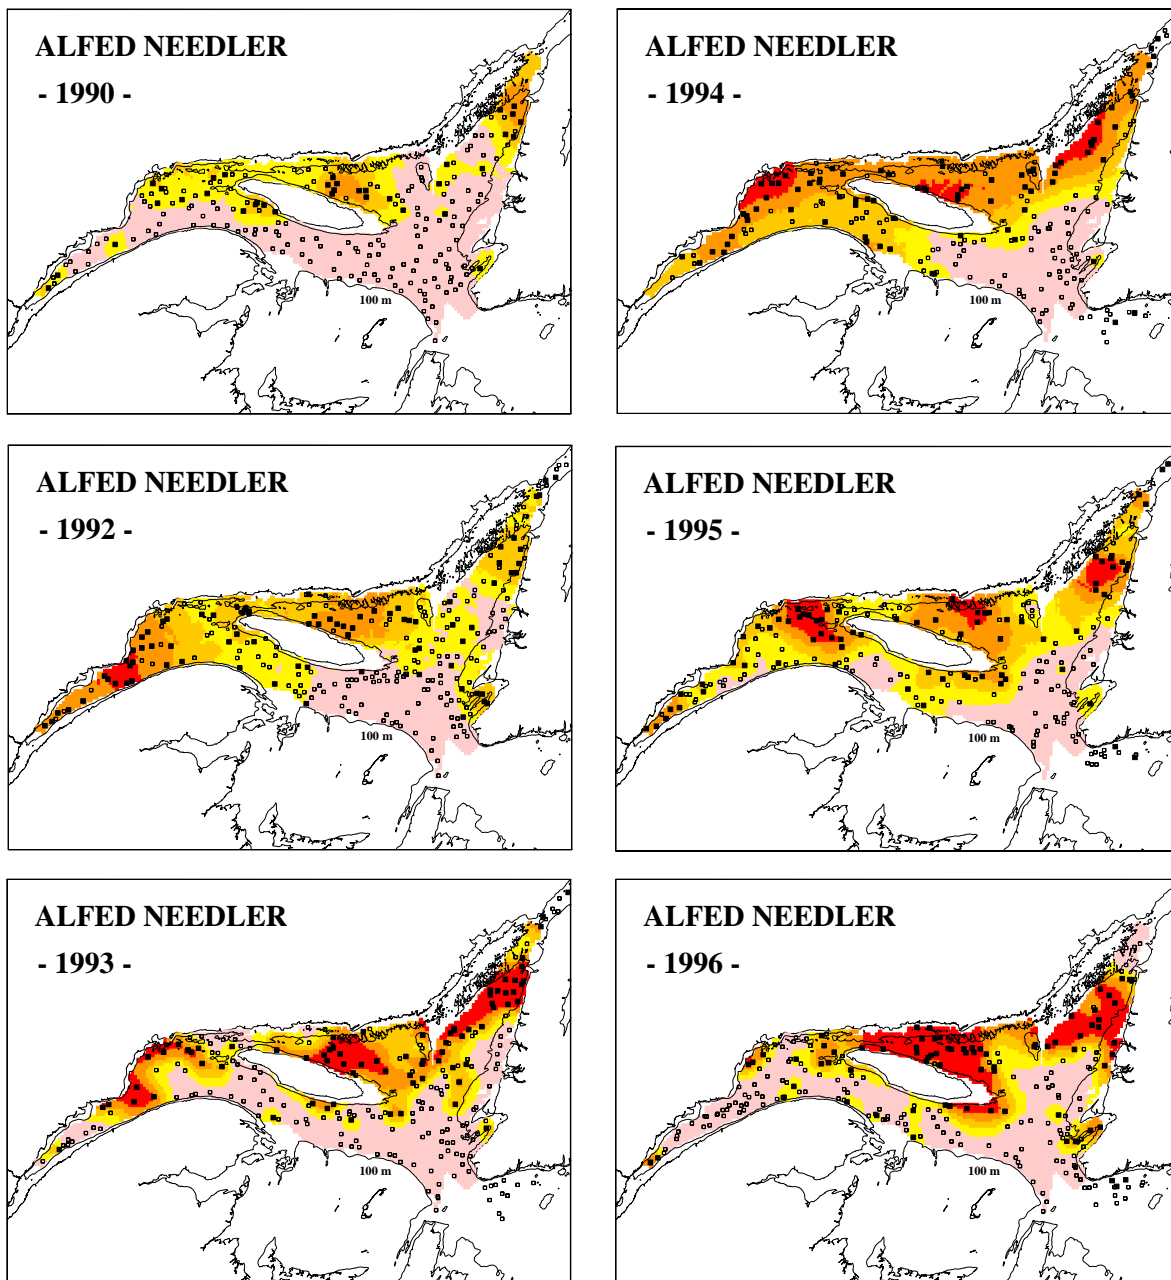 ALFED NEEDLER
- 1990 -
100 m
ALFED NEEDLER
- 1994 -
100 m
ALFED NEEDLER
- 1992 -
100 m
ALFED NEEDLER
- 1995 -
100 m
ALFED NEEDLER
- 1993 -
100 m
ALFED NEEDLER
- 1996 -
100 m